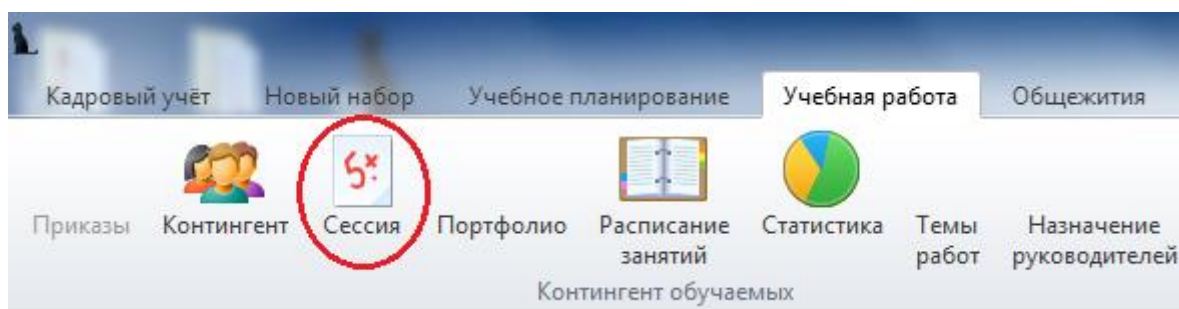 Кадровый учёт Новый набор Учебное планирование Учебная работа Общежития
5*
Приказы Контингент Сессия Портфолио Расписание занятий Статистика Темы работ Назначение руководителей
Контингент обучаемых